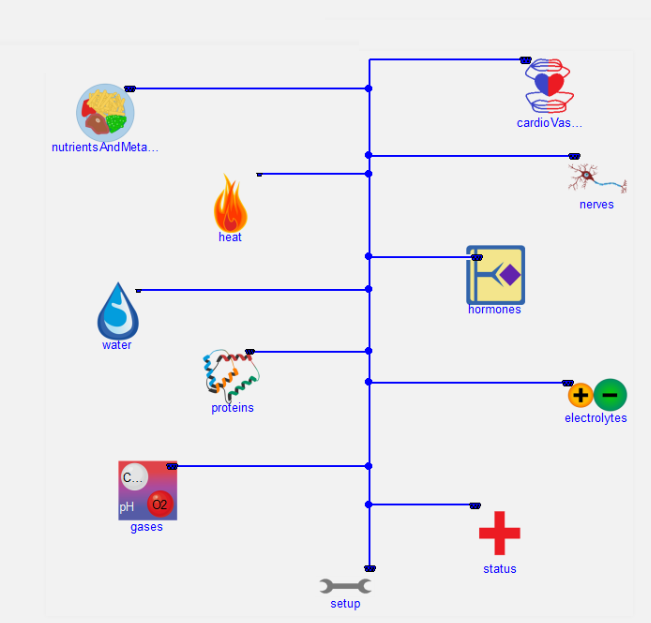 cardioVas...
nutrientsAndMeta...
nerves
heat
hormones
water
proteins
+ −
electrolytes
C...
pH
O2
gases
status
setup